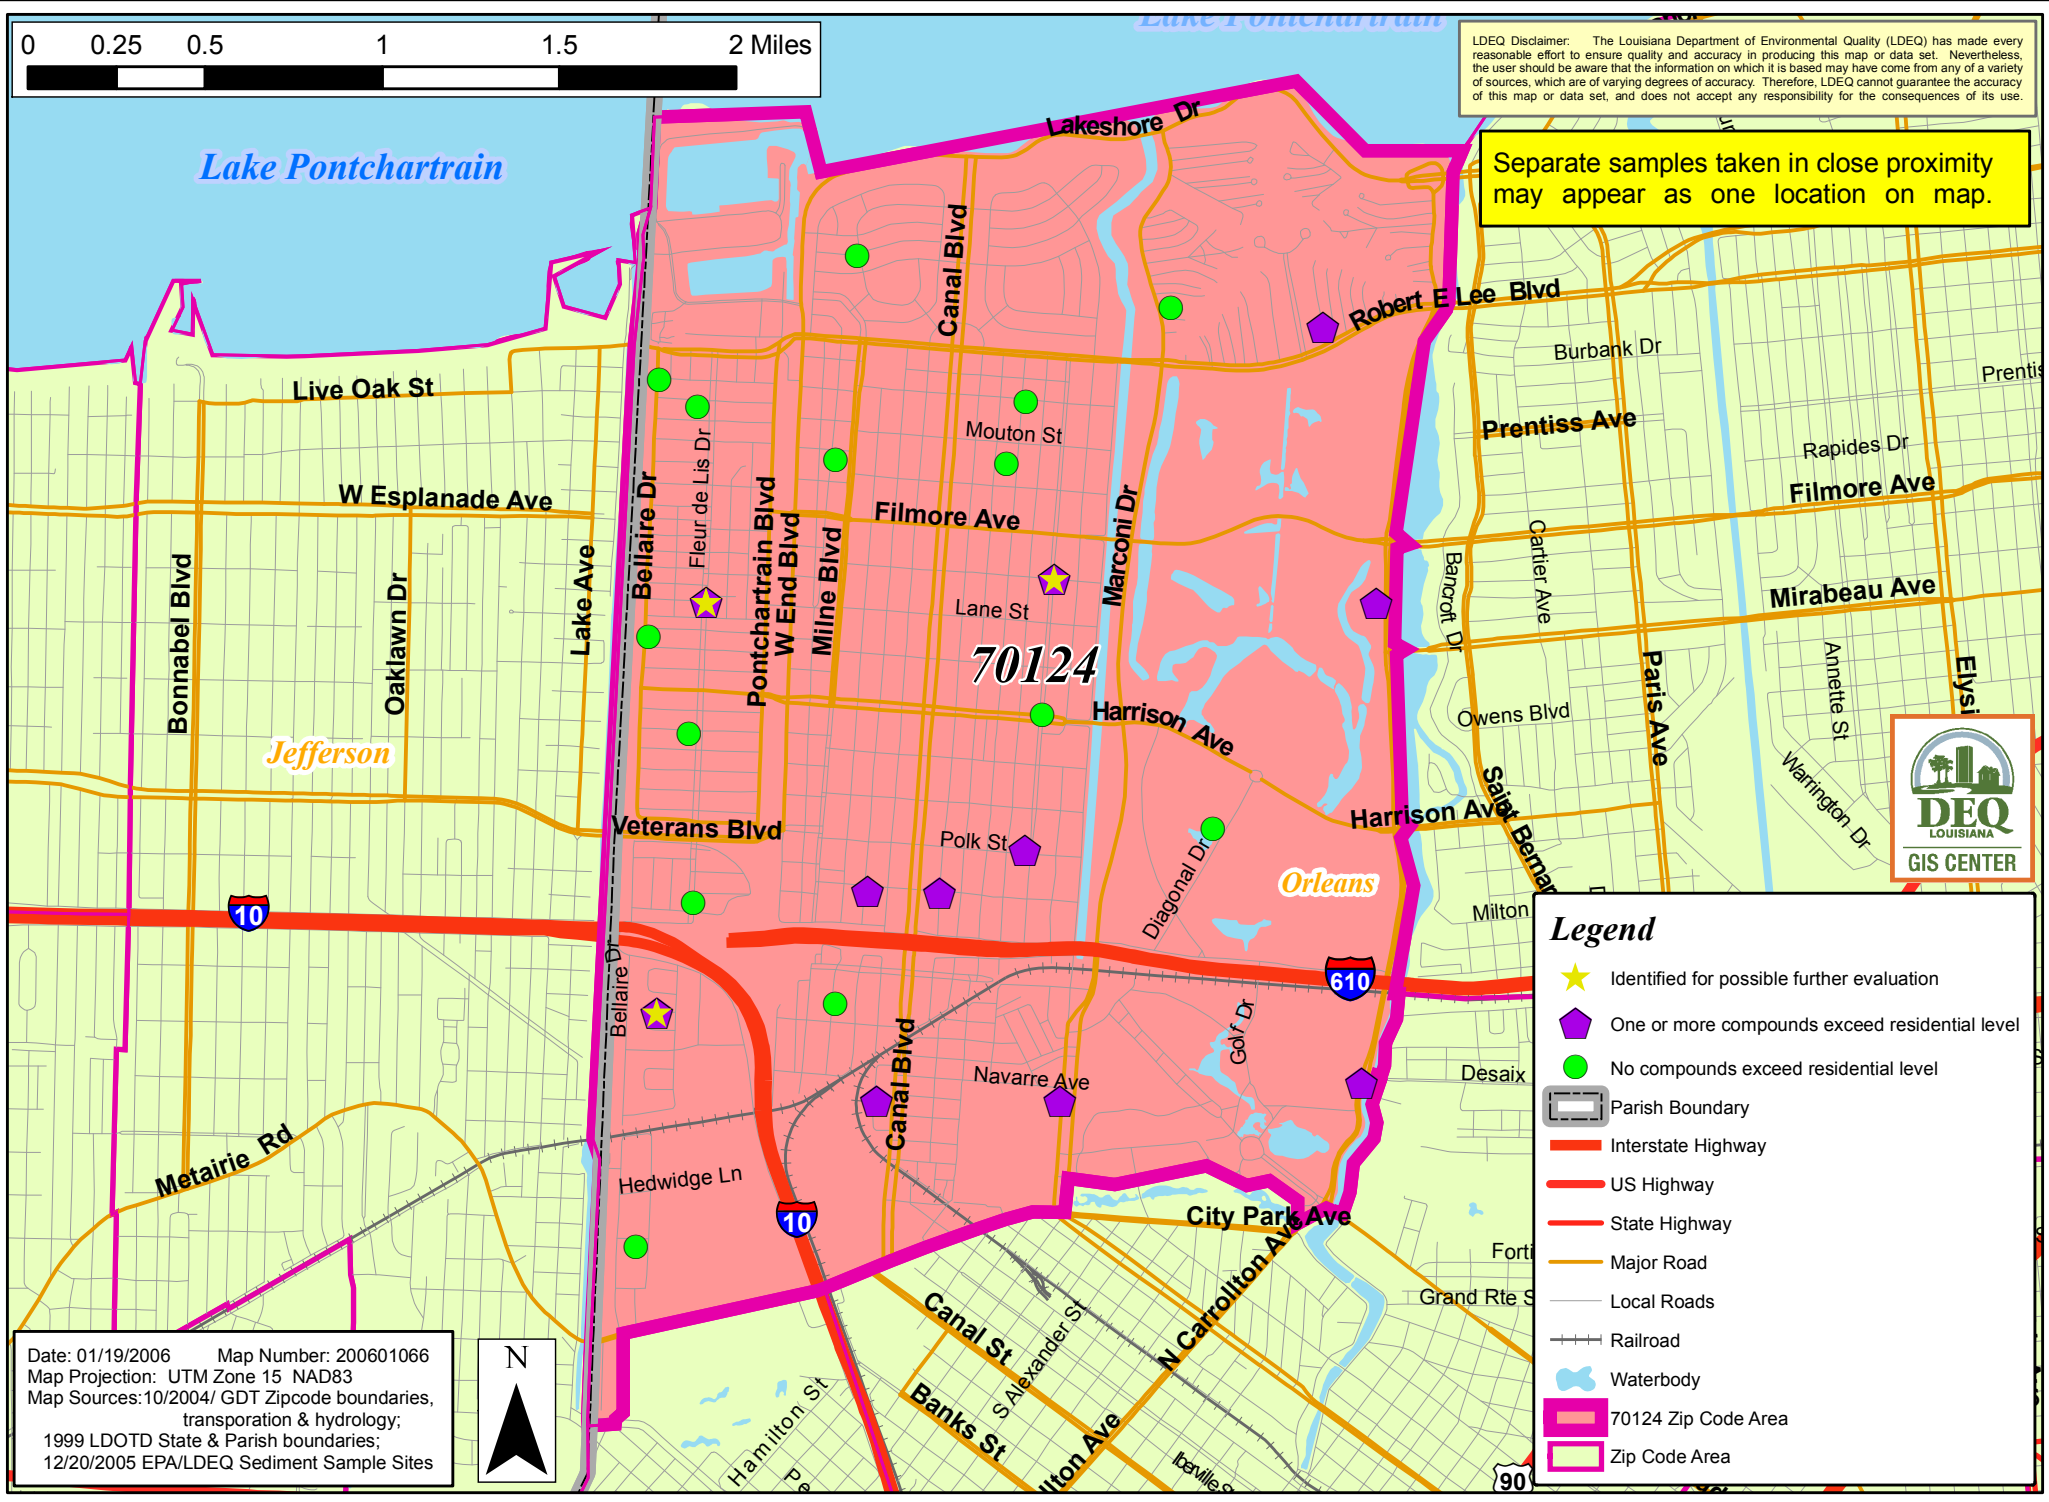 Lake Pontchartrain
0 0.25 0.5 1 1.5 2 Miles
LDEQ Disclaimer: The Louisiana Department of Environmental Quality (LDEQ) has made every
reasonable effort to ensure quality and accuracy in producing this map or data set. Nevertheless,
the user should be aware that the information on which it is based may have come from any of a variety
of sources, which are of varying degrees of accuracy. Therefore, LDEQ cannot guarantee the accuracy
of this map or data set, and does not accept any responsibility for the consequences of its use.
Separate samples taken in close proximity
may appear as one location on map.
Lake Pontchartrain
Lakeshore Dr
Canal Blvd
Robert E Lee Blvd
Burbank Dr
Live Oak St
Prentiss Ave
Mouton St
Rapides Dr
Fleur de Lis Dr
W Esplanade Ave
Filmore Ave
Filmore Ave
Bellaire Dr
Pontchartrain Blvd
W End Blvd
Milne Blvd
Marconi Dr
Bonnabel Blvd
Oaklawn Dr
Lake Ave
Lane St
Bancroft Dr
Cartier Ave
Mirabeau Ave
70124
Paris Ave
Annette St
Harrison Ave
Owens Blvd
Jefferson
Warrington Dr
Veterans Blvd
Polk St
Harrison Ave
Diagonal Dr
Orleans
Milton
10
610
Bellaire Dr
Golf Dr
Canal Blvd
Navarre Ave
Desaix
Metairie Rd
Hedwidge Ln
10
City Park Ave
N Carrollton Ave
Grand Rte S
Canal St
S Alexander St
Banks St
Hamilton St
90
DEQ
LOUISIANA
GIS CENTER
Legend
Identified for possible further evaluation
One or more compounds exceed residential level
No compounds exceed residential level
Parish Boundary
Interstate Highway
US Highway
State Highway
Major Road
Local Roads
Railroad
Waterbody
70124 Zip Code Area
Zip Code Area
Date: 01/19/2006 Map Number: 200601066
Map Projection: UTM Zone 15 NAD83
Map Sources:10/2004/ GDT Zipcode boundaries,
transporation & hydrology;
1999 LDOTD State & Parish boundaries;
12/20/2005 EPA/LDEQ Sediment Sample Sites
N